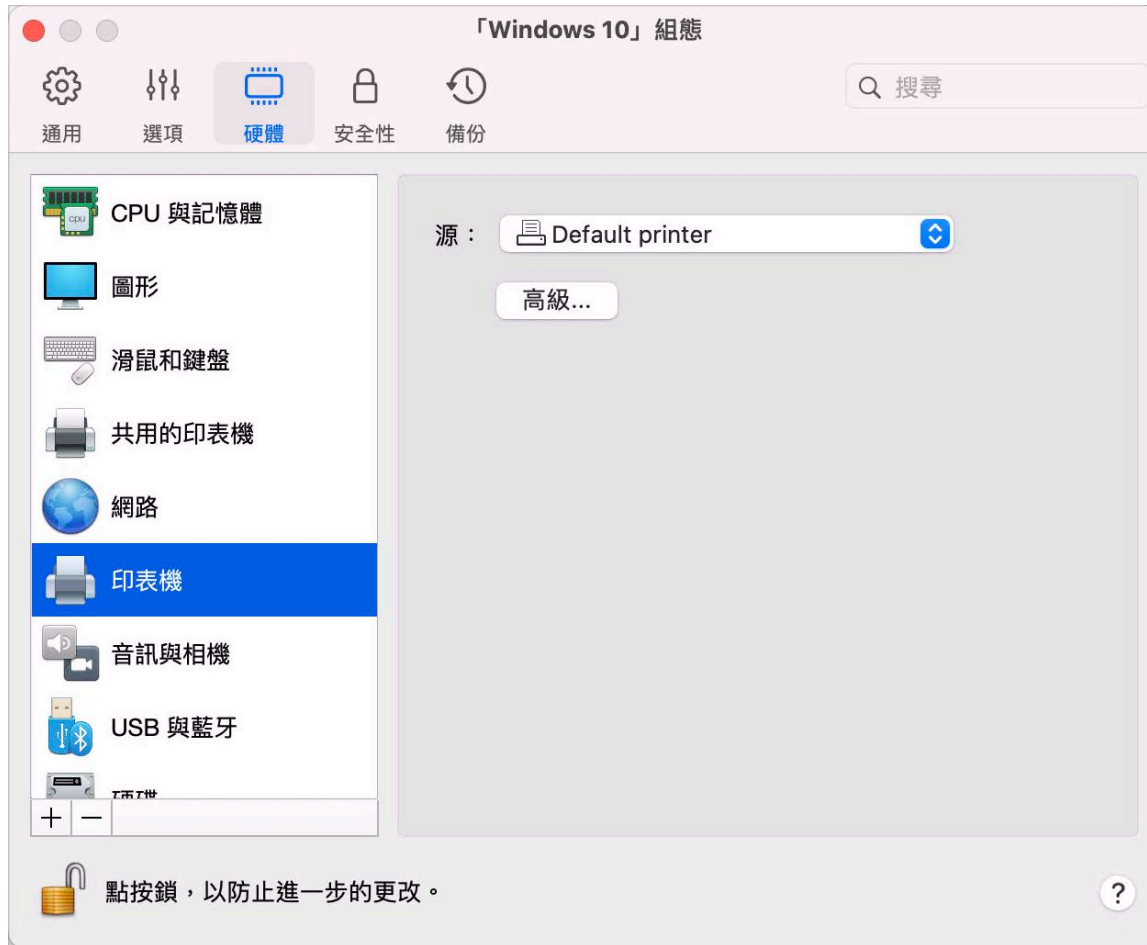 「Windows 10」組態
通用
選項
硬體
安全性
備份
搜尋
CPU 與記憶體
圖形
滑鼠和鍵盤
共用的印表機
網路
印表機
音訊與相機
USB 與藍牙
硬碟
源：
Default printer
高級...
點按鎖，以防止進一步的更改。
?